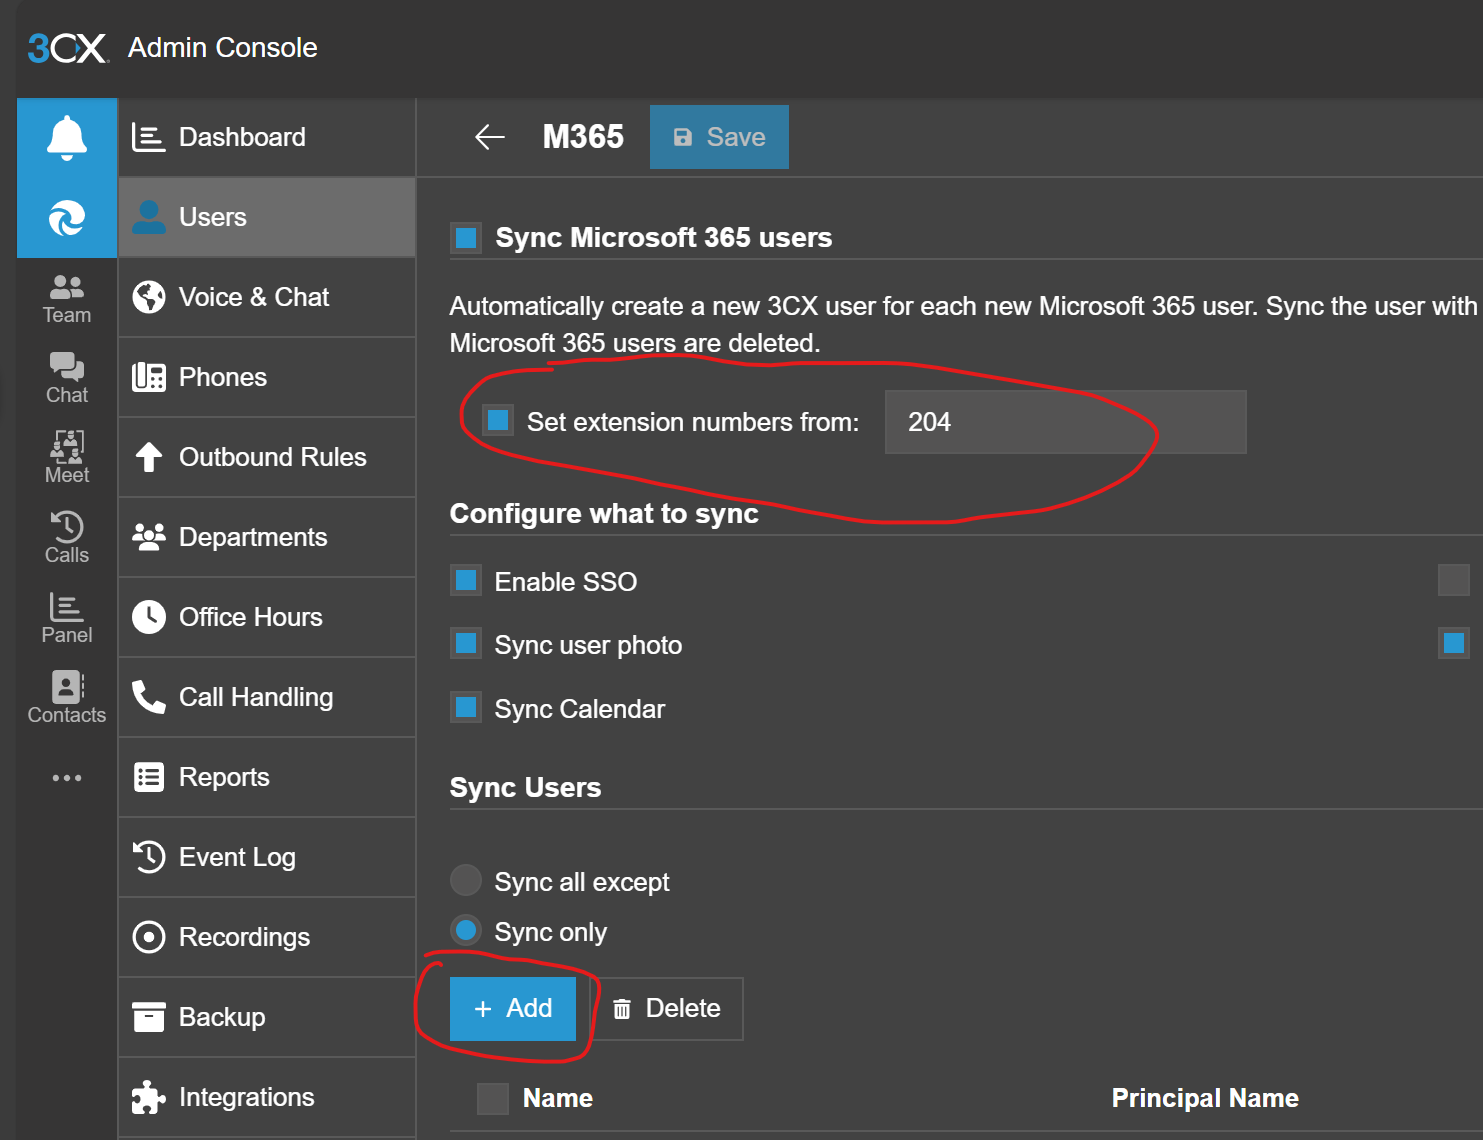 3CX Admin Console
Dashboard
Users
Voice & Chat
Phones
Outbound Rules
Departments
Office Hours
Call Handling
Reports
Event Log
Recordings
Backup
Integrations
Team
Chat
Meet
Calls
Panel
Contacts
M365 Save
Sync Microsoft 365 users
Automatically create a new 3CX user for each new Microsoft 365 user. Sync the user with
Microsoft 365 users are deleted.
Set extension numbers from: 204
Configure what to sync
Enable SSO
Sync user photo
Sync Calendar
Sync Users
Sync all except
Sync only
+ Add Delete
Name Principal Name